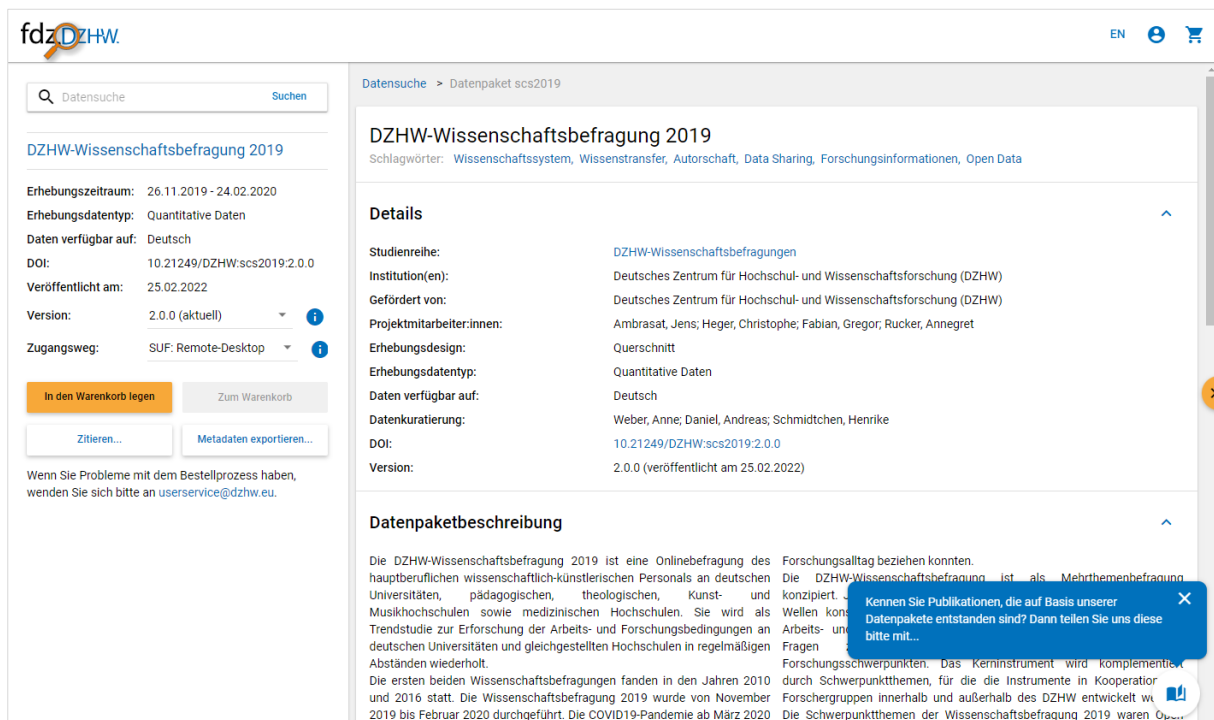 fdz.DZHW.
EN
Datensuche
Suchen
DZHW-Wissenschaftsbefragung 2019
Erhebungszeitraum: 26.11.2019 - 24.02.2020
Erhebungsdatentyp: Quantitative Daten
Daten verfügbar auf: Deutsch
DOI: 10.21249/DZHW:scs2019:2.0.0
Veröffentlicht am: 25.02.2022
Version: 2.0.0 (aktuell)
Zugangsweg: SUF: Remote-Desktop
In den Warenkorb legen
Zum Warenkorb
Zitieren...
Metadaten exportieren...
Wenn Sie Probleme mit dem Bestellprozess haben,
wenden Sie sich bitte an userservice@dzhw.eu.
Datensuche > Datenpaket scs2019
DZHW-Wissenschaftsbefragung 2019
Schlagwörter: Wissenschaftssystem, Wissenstransfer, Autorschaft, Data Sharing, Forschungsinformationen, Open Data
Details
Studienreihe: DZHW-Wissenschaftsbefragungen
Institution(en): Deutsches Zentrum für Hochschul- und Wissenschaftsforschung (DZHW)
Gefördert von: Deutsches Zentrum für Hochschul- und Wissenschaftsforschung (DZHW)
Projektmitarbeiter:innen: Ambrasat, Jens; Heger, Christophe; Fabian, Gregor; Rucker, Annegret
Erhebungsdesign: Querschnitt
Erhebungsdatentyp: Quantitative Daten
Daten verfügbar auf: Deutsch
Datenkuratierung: Weber, Anne; Daniel, Andreas; Schmidtchen, Henrike
DOI: 10.21249/DZHW:scs2019:2.0.0
Version: 2.0.0 (veröffentlicht am 25.02.2022)
Datenpaketbeschreibung
Die DZHW-Wissenschaftsbefragung 2019 ist eine Onlinebefragung des
hauptberuflichen wissenschaftlich-künstlerischen Personals an deutschen
Universitäten, pädagogischen, theologischen, Kunst- und
Musikhochschulen sowie medizinischen Hochschulen. Sie wird als
Trendstudie zur Erforschung der Arbeits- und Forschungsbedingungen an
deutschen Universitäten und gleichgestellten Hochschulen in regelmäßigen
Abständen wiederholt.
Die ersten beiden Wissenschaftsbefragungen fanden in den Jahren 2010
und 2016 statt. Die Wissenschaftsbefragung 2019 wurde von November
2019 bis Februar 2020 durchgeführt. Die COVID19-Pandemie ab März 2020
Forschungsalltag beziehen konnten.
Die DZHW-Wissenschaftsbefragung ist als Mehrthemenbefragung
konzipiert.
Wellen
Arbeits- und
Fragen
Forschungsschwerpunkten. Das Kerninstrument wird komplementiert
durch Schwerpunktthemen, für die die Instrumente in Kooperation
Forschergruppen innerhalb und außerhalb des DZHW entwickelt
Die Schwerpunktthemen der Wissenschaftsbefragung 2019 waren Open
Kennen Sie Publikationen, die auf Basis unserer
Datenpakete entstanden sind? Dann teilen Sie uns diese
bitte mit...